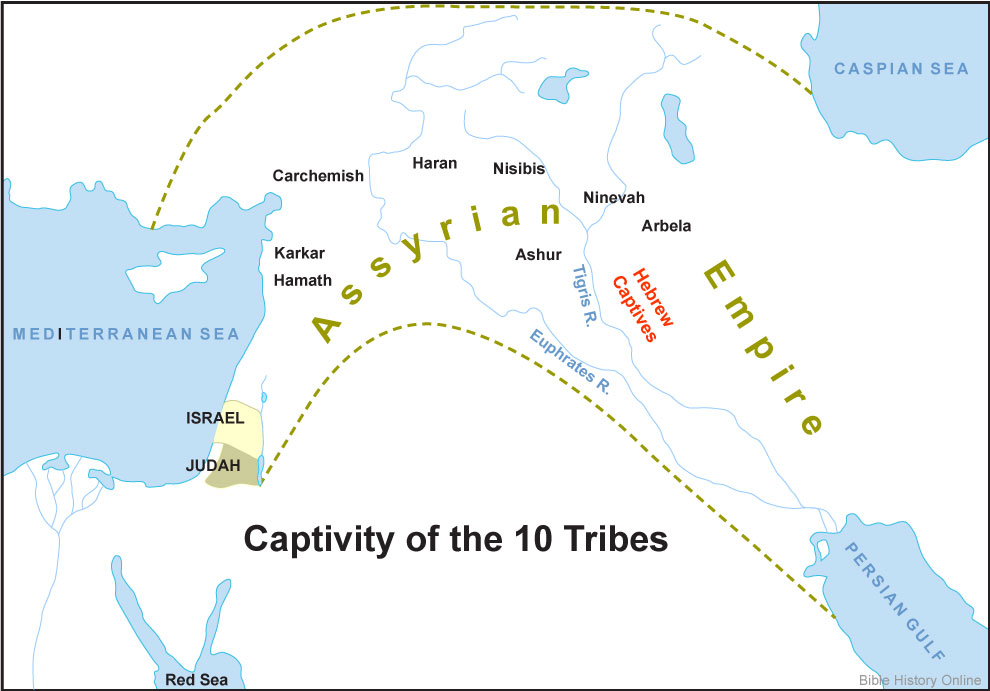 CASPIAN SEA
Carchemish
Haran
Nisibis
Ninevah
Arbela
Assyrian
Empire
Karkar
Hamath
Ashur
Tigris R.
Hebrew
Captives
MEDITERRANEAN SEA
Euphrates R.
ISRAEL
JUDAH
Captivity of the 10 Tribes
PERSIAN GULF
Red Sea
Bible History Online